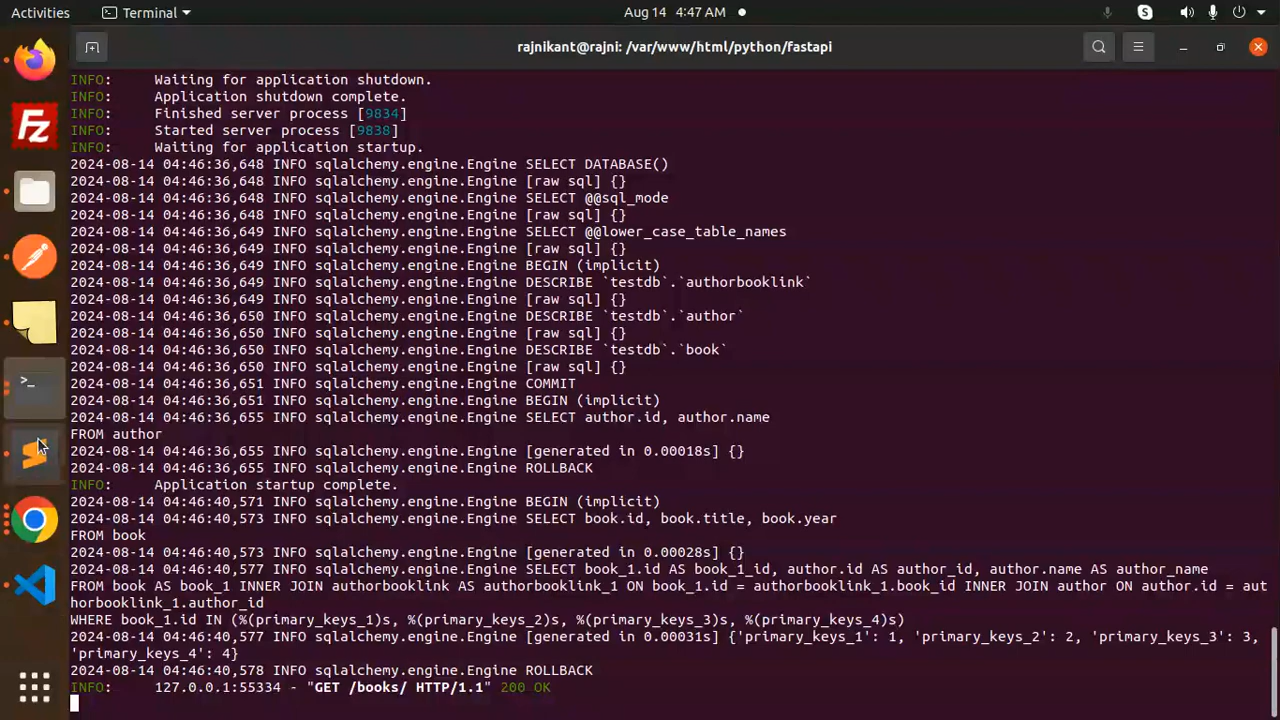 Activities
Terminal
Aug 14 4:47 AM
rajnikant@rajni: /var/www/html/python/fastapi
INFO: Waiting for application shutdown.
INFO: Application shutdown complete.
INFO: Finished server process [9834]
INFO: Started server process [9838]
INFO: Waiting for application startup.
2024-08-14 04:46:36,648 INFO sqlalchemy.engine.Engine SELECT DATABASE()
2024-08-14 04:46:36,648 INFO sqlalchemy.engine.Engine [raw sql] {}
2024-08-14 04:46:36,648 INFO sqlalchemy.engine.Engine SELECT @@sql_mode
2024-08-14 04:46:36,648 INFO sqlalchemy.engine.Engine [raw sql] {}
2024-08-14 04:46:36,649 INFO sqlalchemy.engine.Engine SELECT @@lower_case_table_names
2024-08-14 04:46:36,649 INFO sqlalchemy.engine.Engine [raw sql] {}
2024-08-14 04:46:36,649 INFO sqlalchemy.engine.Engine BEGIN (implicit)
2024-08-14 04:46:36,649 INFO sqlalchemy.engine.Engine DESCRIBE `testdb`.`authorbooklink`
2024-08-14 04:46:36,649 INFO sqlalchemy.engine.Engine [raw sql] {}
2024-08-14 04:46:36,650 INFO sqlalchemy.engine.Engine DESCRIBE `testdb`.`author`
2024-08-14 04:46:36,650 INFO sqlalchemy.engine.Engine [raw sql] {}
2024-08-14 04:46:36,650 INFO sqlalchemy.engine.Engine DESCRIBE `testdb`.`book`
2024-08-14 04:46:36,650 INFO sqlalchemy.engine.Engine [raw sql] {}
2024-08-14 04:46:36,651 INFO sqlalchemy.engine.Engine COMMIT
2024-08-14 04:46:36,651 INFO sqlalchemy.engine.Engine BEGIN (implicit)
2024-08-14 04:46:36,655 INFO sqlalchemy.engine.Engine SELECT author.id, author.name
FROM author
2024-08-14 04:46:36,655 INFO sqlalchemy.engine.Engine [generated in 0.00018s] {}
2024-08-14 04:46:36,655 INFO sqlalchemy.engine.Engine ROLLBACK
INFO: Application startup complete.
2024-08-14 04:46:40,571 INFO sqlalchemy.engine.Engine BEGIN (implicit)
2024-08-14 04:46:40,573 INFO sqlalchemy.engine.Engine SELECT book.id, book.title, book.year
FROM book
2024-08-14 04:46:40,573 INFO sqlalchemy.engine.Engine [generated in 0.00028s] {}
2024-08-14 04:46:40,577 INFO sqlalchemy.engine.Engine SELECT book_1.id AS book_1_id, author.id AS author_id, author.name AS author_name
FROM book AS book_1 INNER JOIN authorbooklink AS authorbooklink_1 ON book_1.id = authorbooklink_1.book_id INNER JOIN author ON author.id = aut
horbooklink_1.author_id
WHERE book_1.id IN (%(primary_keys_1)s, %(primary_keys_2)s, %(primary_keys_3)s, %(primary_keys_4)s)
2024-08-14 04:46:40,577 INFO sqlalchemy.engine.Engine [generated in 0.00031s] {'primary_keys_1': 1, 'primary_keys_2': 2, 'primary_keys_3': 3,
'primary_keys_4': 4}
2024-08-14 04:46:40,578 INFO sqlalchemy.engine.Engine ROLLBACK
INFO: 127.0.0.1:55334 - "GET /books/ HTTP/1.1" 200 OK